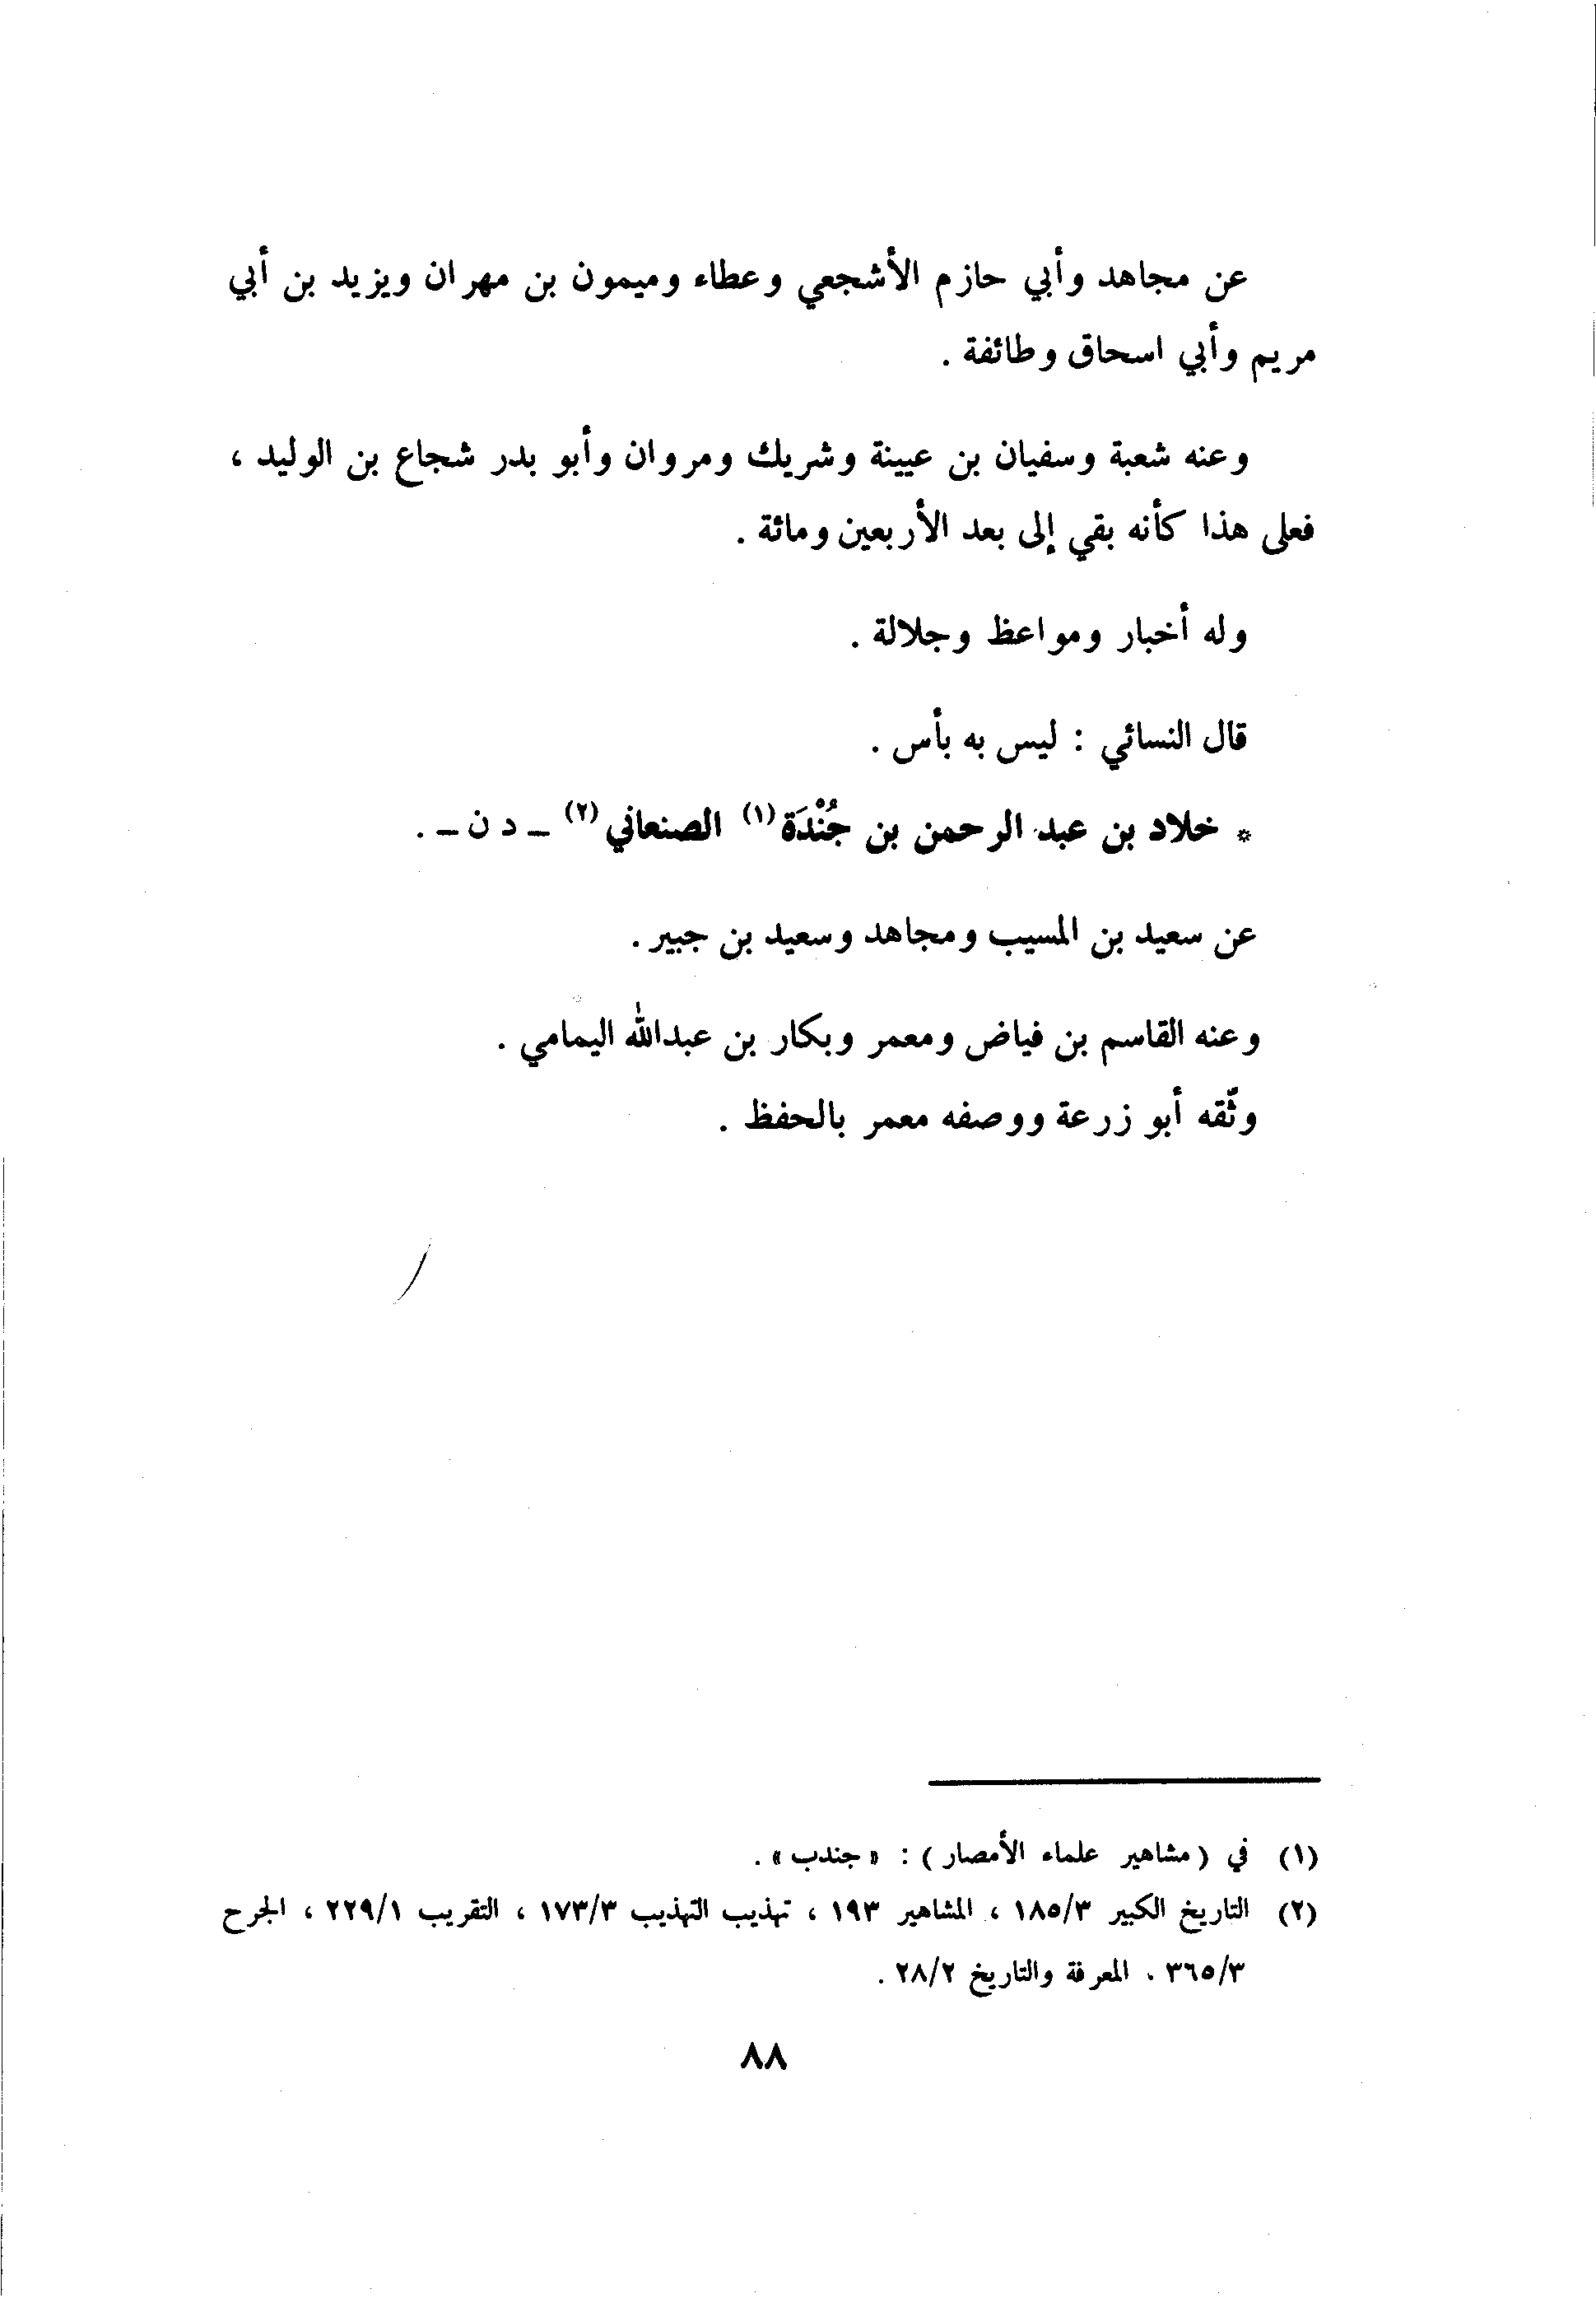 عن مجاهد وأبي حازم الأشجعي وعطاء وميمون بن مهران ويزيد بن أبي
مريم وأبي اسحاق وطائفة .
وعنه شعبة وسفيان بن عيينة وشريك ومروان وأبو بدر شجاع بن الوليد ،
فعلى هذا كأنه بقي إلى بعد الأربعين ومائة .
وله أخبار ومواعظ وجلالة .
قال النسائي : ليس به بأس .
* خلاد بن عبد الرحمن بن جُنْدَة(١) الصنعاني(٢) – د ن – .
عن سعيد بن المسيب ومجاهد وسعيد بن جبير .
وعنه القاسم بن فياض ومعمر وبكار بن عبدالله اليمامي .
وثّقه أبو زرعة ووصفه معمر بالحفظ .
(١) في ( مشاهير علماء الأمصار ) : « جندب » .
(٢) التاريخ الكبير ١٨٥/٣ ، المشاهير ١٩٣ ، تهذيب التهذيب ١٧٣/٣ ، التقريب ٢٢٩/١ ، الجرح
٣٦٥/٣ . المعرفة والتاريخ ٢٨/٢ .
٨٨